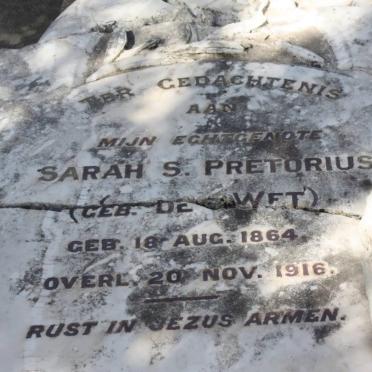 TER GEDACHTENIS
AAN
MIJN ECHTGENOTE
SARAH S. PRETORIUS
(GEB. DE WET)
GEB. 18 AUG. 1864.
OVERL. 20 NOV. 1916.
RUST IN JEZUS ARMEN.